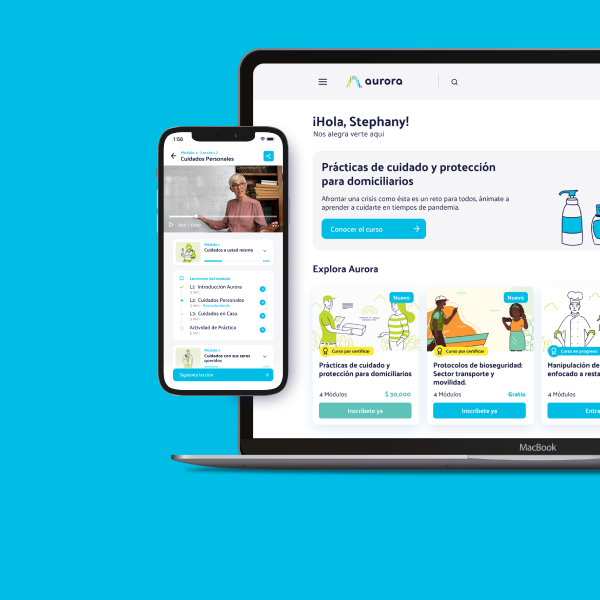 aurora
¡Hola, Stephany!
Nos alegra verte aquí
Prácticas de cuidado y protección
para domiciliarios
Afrontar una crisis como ésta es un reto para todos, ánimate a
aprender a cuidarte en tiempos de pandemia.
Conocer el curso
Explora Aurora
Nuevo
Curso por certificar
Prácticas de cuidado y
protección para domiciliarios
4 Módulos $ 30,000
Inscríbete ya
Nuevo
Curso por certificar
Protocolos de bioseguridad:
Sector transporte y
movilidad.
4 Módulos Gratis
Inscríbete ya
Curso en progreso
Manipulación de
enfocado a resta
4 Módulos
Entra
MacBook
1:56
Módulo 1 - Lección 2
Cuidados Personales
Módulo 1
Cuidados a usted mismo
Lecciones del módulo
L1: Introducción Aurora
2 min
L2: Cuidados Personales
3 min - Reproduciendo
L3: Cuidados en Casa
Actividad de Práctica
Módulo 2
Cuidados con sus seres
queridos
Siguiente lección